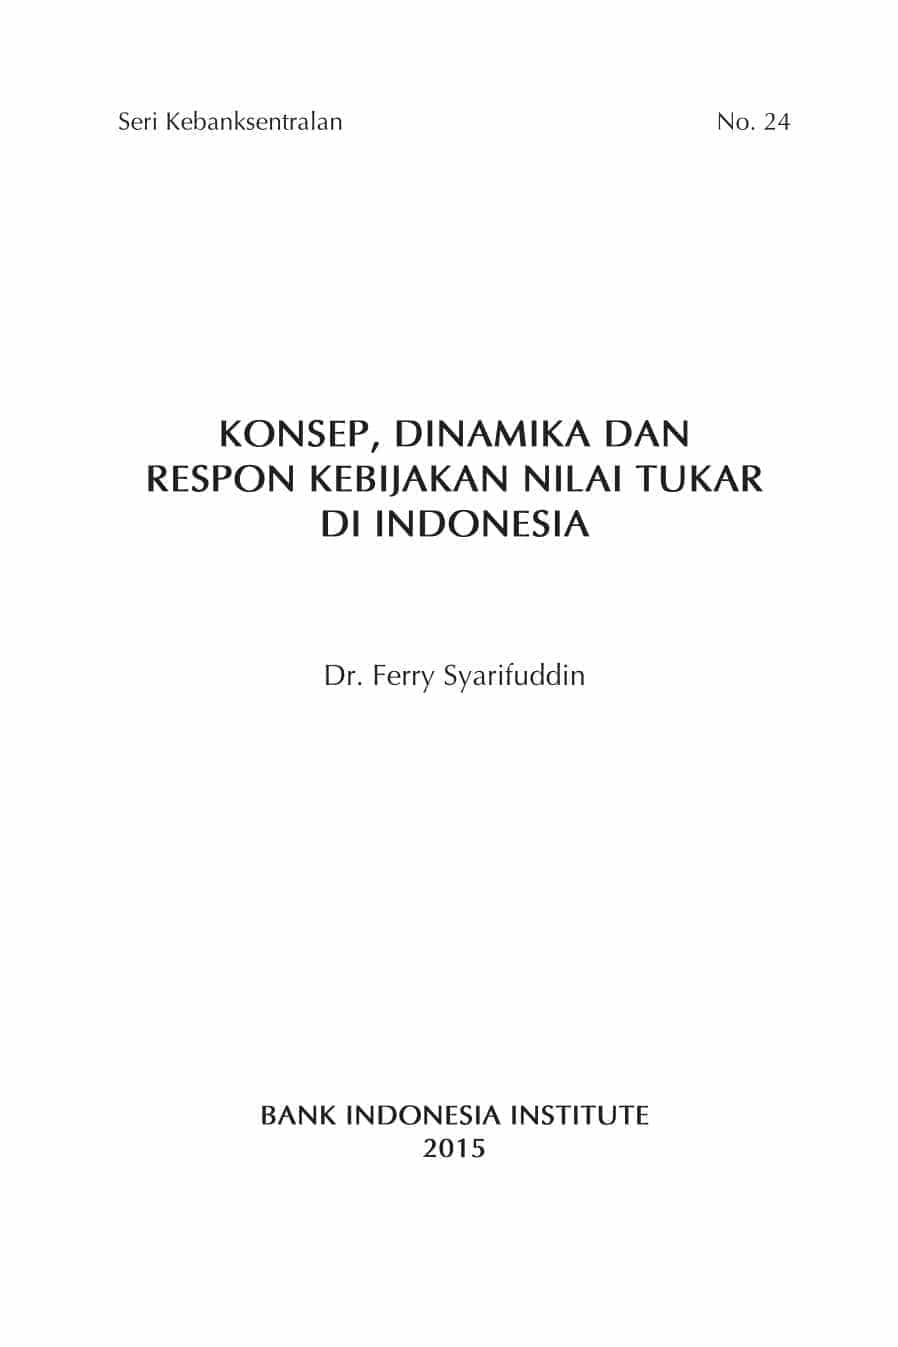 Seri Kebanksentralan No. 24
KONSEP, DINAMIKA DAN
RESPON KEBIJAKAN NILAI TUKAR
DI INDONESIA
Dr. Ferry Syarifuddin
BANK INDONESIA INSTITUTE
2015